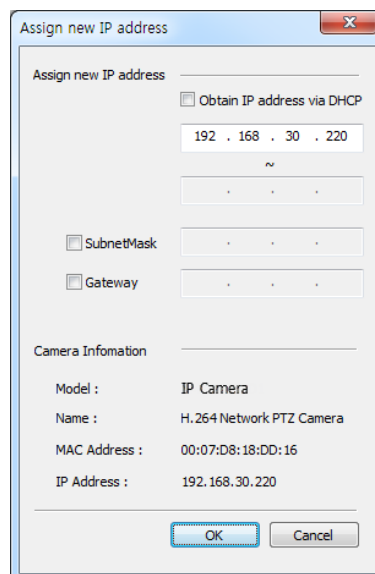 Assign new IP address
Assign new IP address
Obtain IP address via DHCP
192 . 168 . 30 . 220
~
. . .
SubnetMask . . .
Gateway . . .
Camera Infomation
Model : IP Camera
Name : H.264 Network PTZ Camera
MAC Address : 00:07:D8:18:DD:16
IP Address : 192.168.30.220
OK Cancel